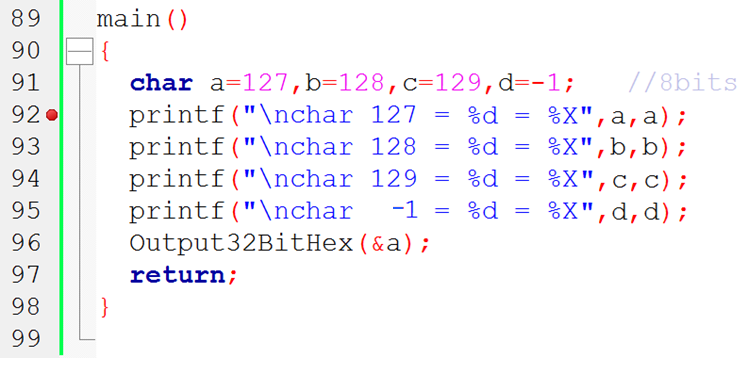 89 main()
90 {
91 char a=127,b=128,c=129,d=-1; //8bits
92 printf("\nchar 127 = %d = %X",a,a);
93 printf("\nchar 128 = %d = %X",b,b);
94 printf("\nchar 129 = %d = %X",c,c);
95 printf("\nchar  -1 = %d = %X",d,d);
96 Output32BitHex(&a);
97 return;
98 }
99